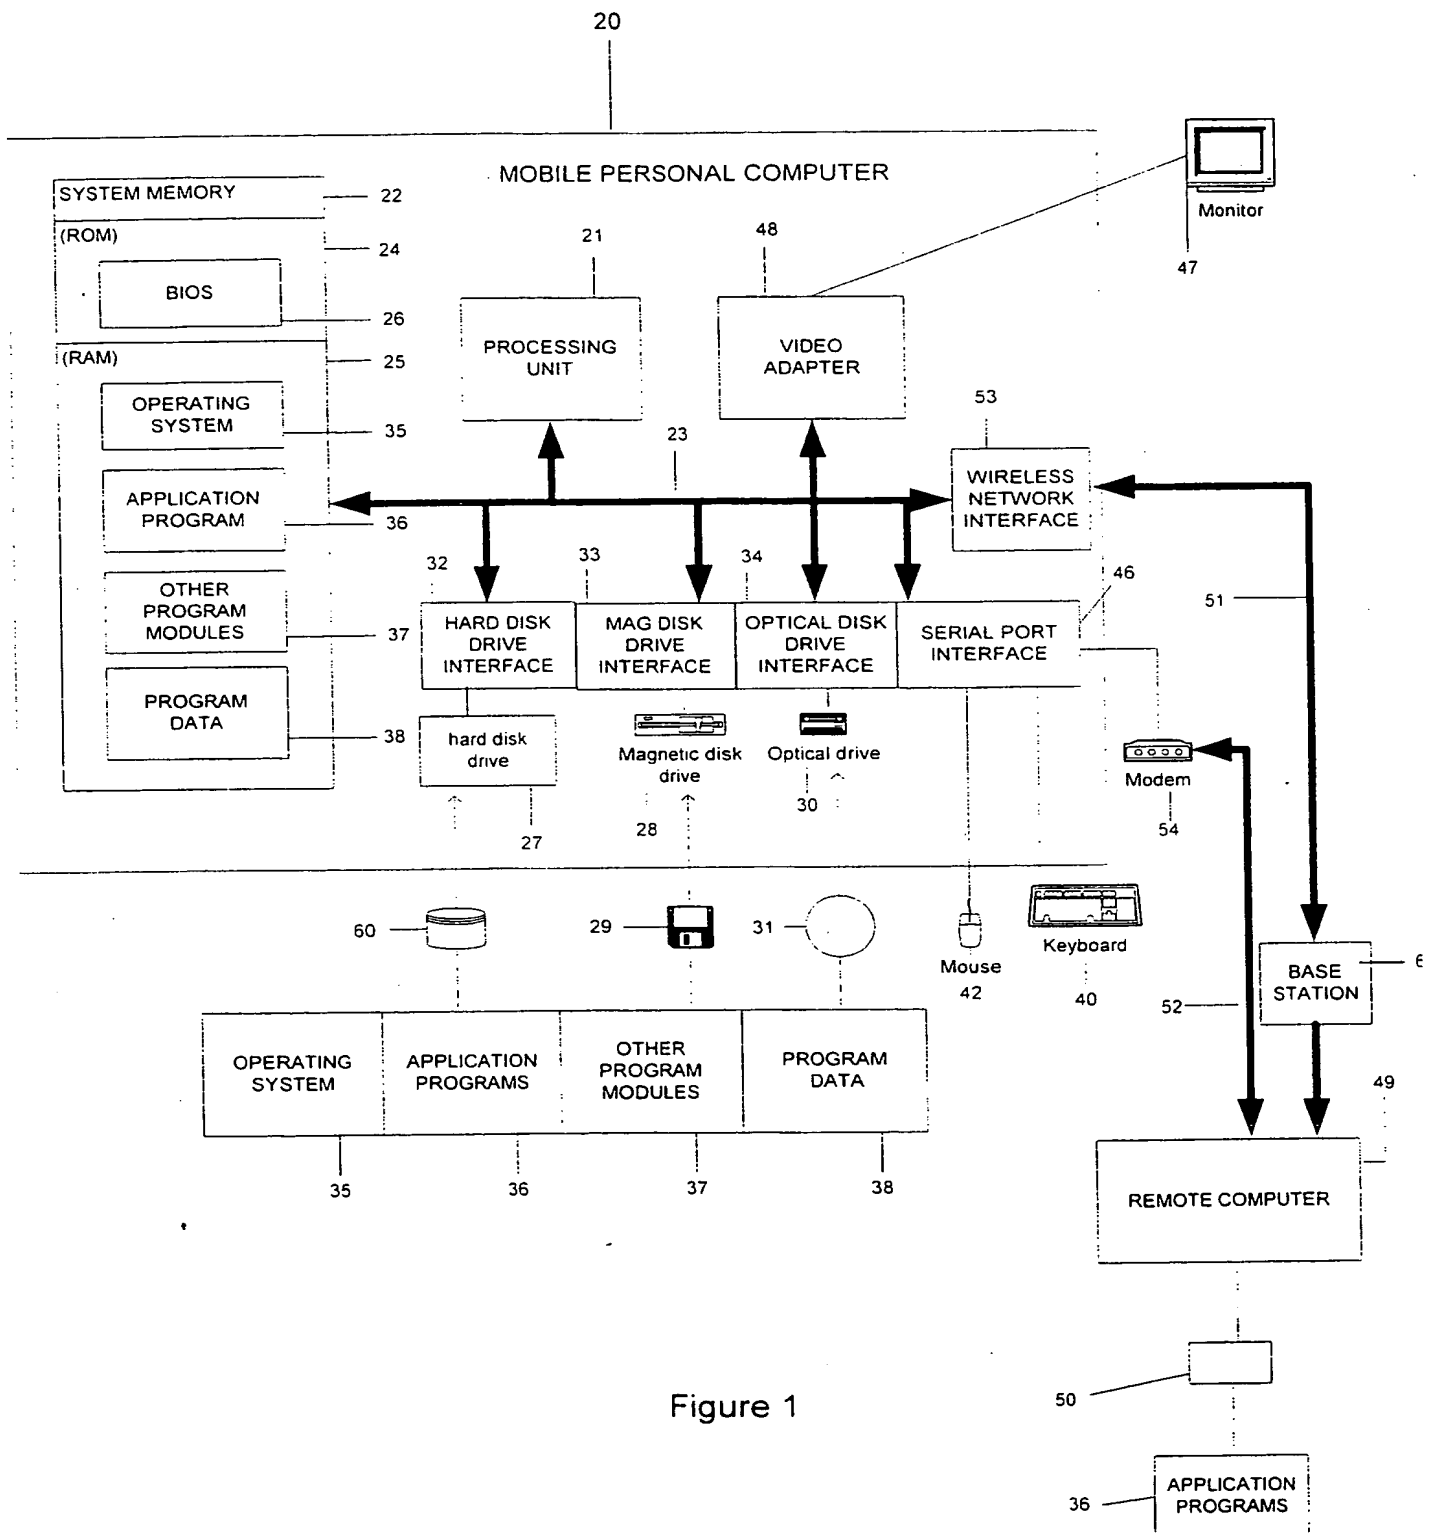 20
MOBILE PERSONAL COMPUTER
SYSTEM MEMORY
22
(ROM)
24
BIOS
26
(RAM)
25
OPERATING
SYSTEM
35
APPLICATION
PROGRAM
36
OTHER
PROGRAM
MODULES
37
PROGRAM
DATA
38
21
PROCESSING
UNIT
48
VIDEO
ADAPTER
Monitor
47
23
53
WIRELESS
NETWORK
INTERFACE
32
33
34
46
51
HARD DISK
DRIVE
INTERFACE
MAG DISK
DRIVE
INTERFACE
OPTICAL DISK
DRIVE
INTERFACE
SERIAL PORT
INTERFACE
hard disk
drive
27
Magnetic disk
drive
28
Optical drive
30
Modem
54
60
29
31
Mouse
42
Keyboard
40
52
BASE
STATION
OPERATING
SYSTEM
APPLICATION
PROGRAMS
OTHER
PROGRAM
MODULES
PROGRAM
DATA
35
36
37
38
49
REMOTE COMPUTER
50
36
APPLICATION
PROGRAMS
Figure 1